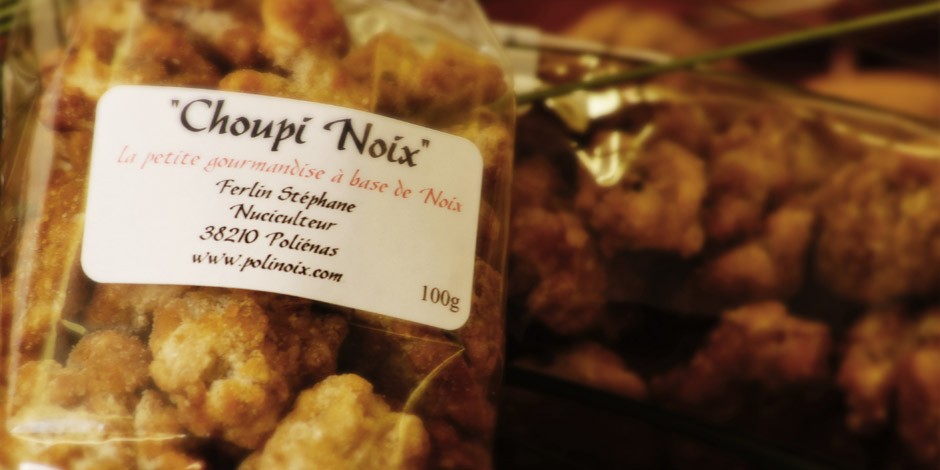 "Choupi Noix"
la petite gourmandise à base de Noix
Ferlin Stéphane
Nuciculteur
38210 Poliénas
www.polinoix.com
100g